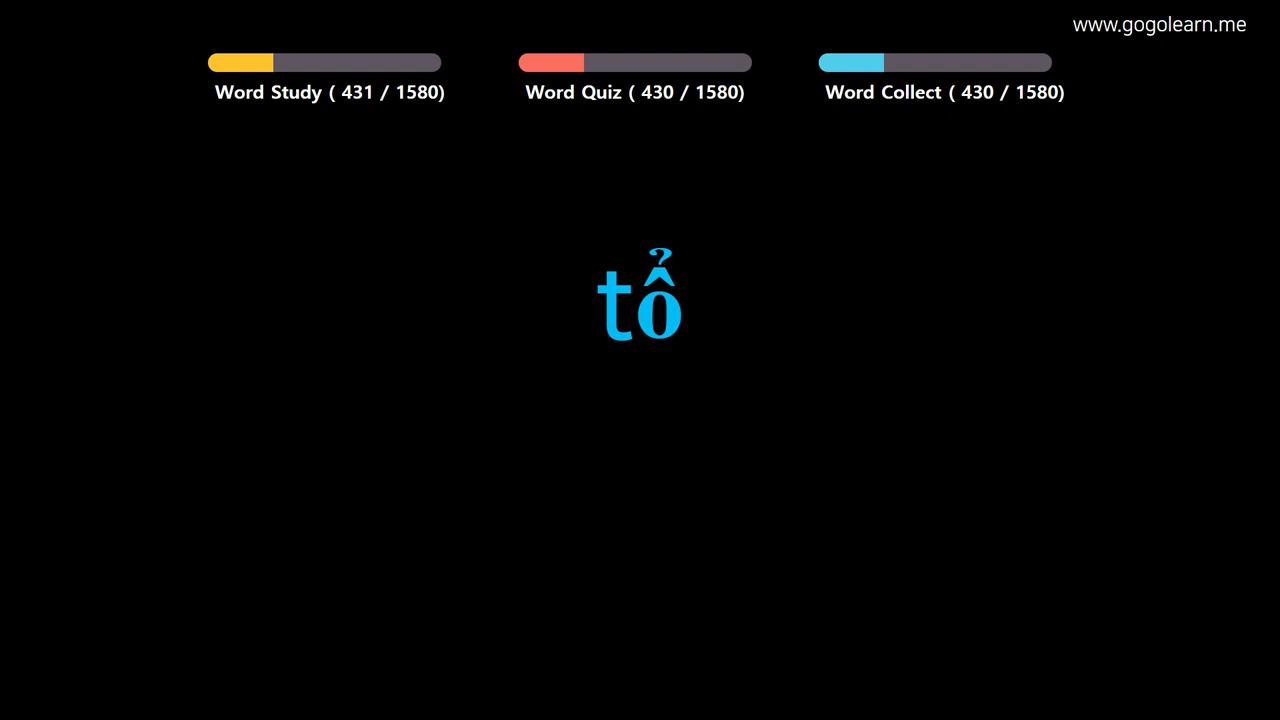 www.gogolearn.me
Word Study ( 431 / 1580)
Word Quiz ( 430 / 1580)
Word Collect ( 430 / 1580)
tổ